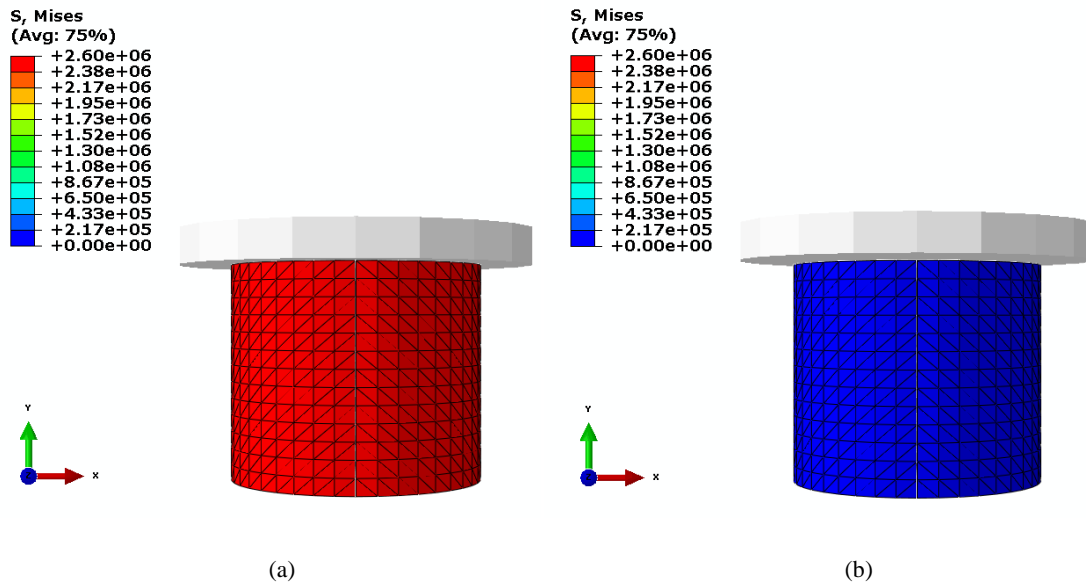 S, Mises
(Avg: 75%)
+2.60e+06
+2.38e+06
+2.17e+06
+1.95e+06
+1.73e+06
+1.52e+06
+1.30e+06
+1.08e+06
+8.67e+05
+6.50e+05
+4.33e+05
+2.17e+05
+0.00e+00
Y
Z
X
(a)
S, Mises
(Avg: 75%)
+2.60e+06
+2.38e+06
+2.17e+06
+1.95e+06
+1.73e+06
+1.52e+06
+1.30e+06
+1.08e+06
+8.67e+05
+6.50e+05
+4.33e+05
+2.17e+05
+0.00e+00
Y
Z
X
(b)